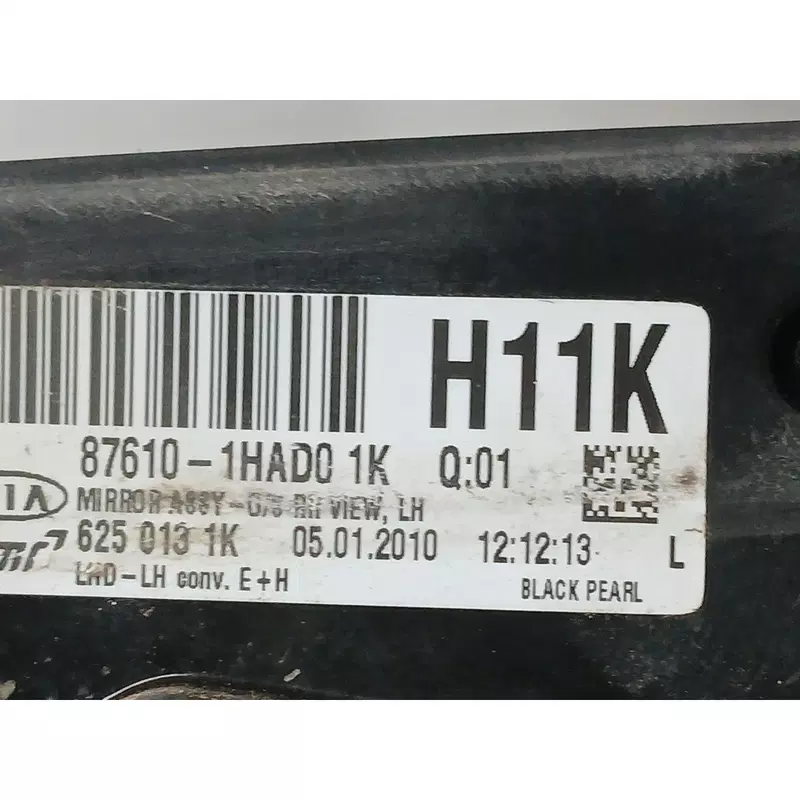 H11K
87610-1HAD0 1K Q:01
IA
MIRROR ASSY-O/S RR VIEW, LH
625 013 1K 05.01.2010 12:12:13 L
LHD-LH conv. E+H
BLACK PEARL